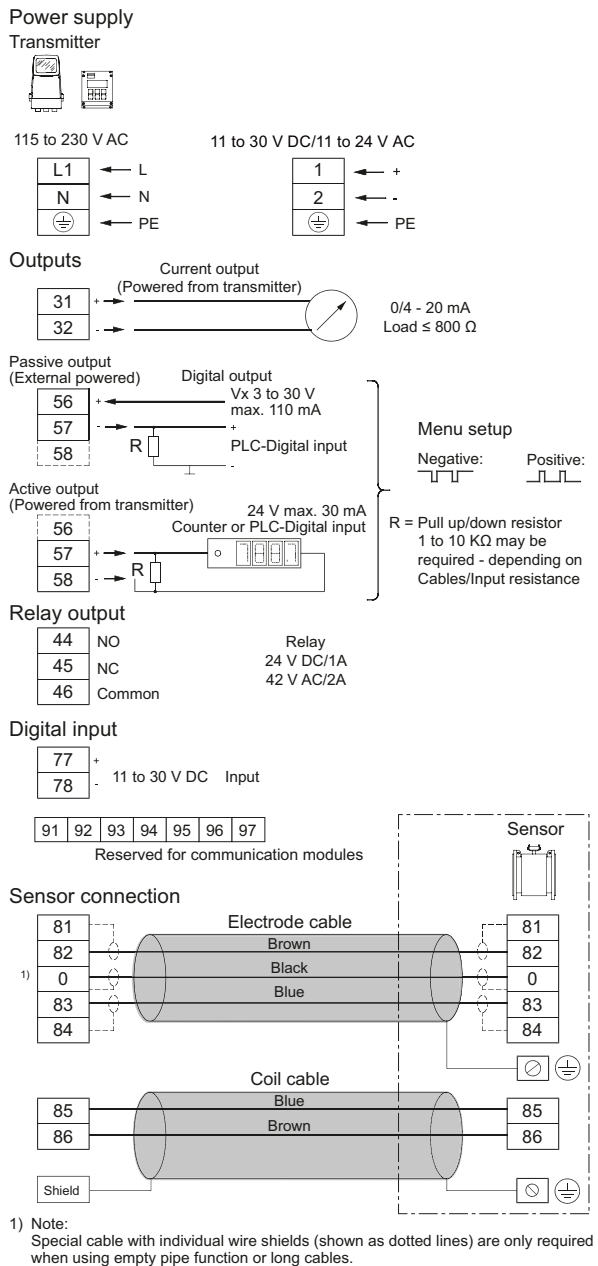 Power supply
Transmitter
115 to 230 V AC
11 to 30 V DC/11 to 24 V AC
L1 L
N N
PE
1 +
2 -
PE
Outputs
Current output
(Powered from transmitter)
31 +
32 -
0/4 - 20 mA
Load ≤ 800 Ω
Passive output
(External powered)
Digital output
56 +
57 -
58
Vx 3 to 30 V
max. 110 mA
+
R
PLC-Digital input
-
Menu setup
Negative:
Positive:
Active output
(Powered from transmitter)
24 V max. 30 mA
Counter or PLC-Digital input
56
57 +
58 -
R
R = Pull up/down resistor
1 to 10 KΩ may be
required - depending on
Cables/Input resistance
Relay output
44 NO
45 NC
46 Common
Relay
24 V DC/1A
42 V AC/2A
Digital input
77 +
78 -
11 to 30 V DC Input
91 92 93 94 95 96 97
Reserved for communication modules
Sensor
Sensor connection
Electrode cable
81
82
1) 0
83
84
Brown
Black
Blue
81
82
0
83
84
Coil cable
85
86
Blue
Brown
85
86
Shield
1) Note:
Special cable with individual wire shields (shown as dotted lines) are only required
when using empty pipe function or long cables.